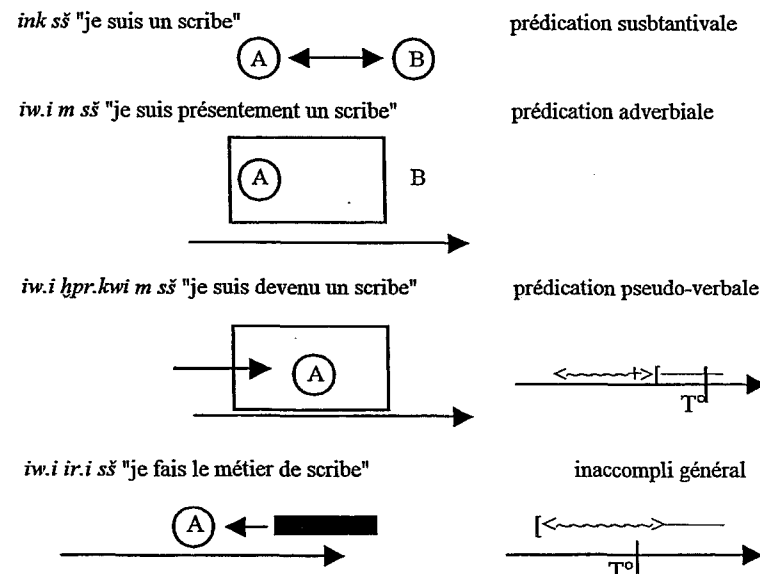 ink sš "je suis un scribe" prédication susbtantivale
A B
iw.i m sš "je suis présentement un scribe" prédication adverbiale
A B
iw.i ḫpr.kwi m sš "je suis devenu un scribe" prédication pseudo-verbale
A
T°
iw.i ir.i sš "je fais le métier de scribe" inaccompli général
A
T°